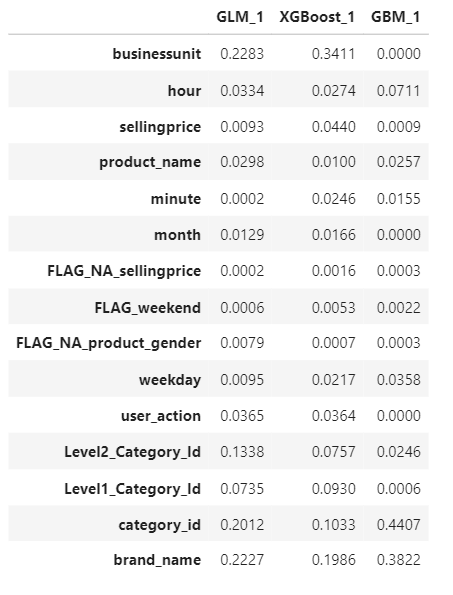 GLM_1 XGBoost_1 GBM_1
businessunit 0.2283 0.3411 0.0000
hour 0.0334 0.0274 0.0711
sellingprice 0.0093 0.0440 0.0009
product_name 0.0298 0.0100 0.0257
minute 0.0002 0.0246 0.0155
month 0.0129 0.0166 0.0000
FLAG_NA_sellingprice 0.0002 0.0016 0.0003
FLAG_weekend 0.0006 0.0053 0.0022
FLAG_NA_product_gender 0.0079 0.0007 0.0003
weekday 0.0095 0.0217 0.0358
user_action 0.0365 0.0364 0.0000
Level2_Category_Id 0.1338 0.0757 0.0246
Level1_Category_Id 0.0735 0.0930 0.0006
category_id 0.2012 0.1033 0.4407
brand_name 0.2227 0.1986 0.3822